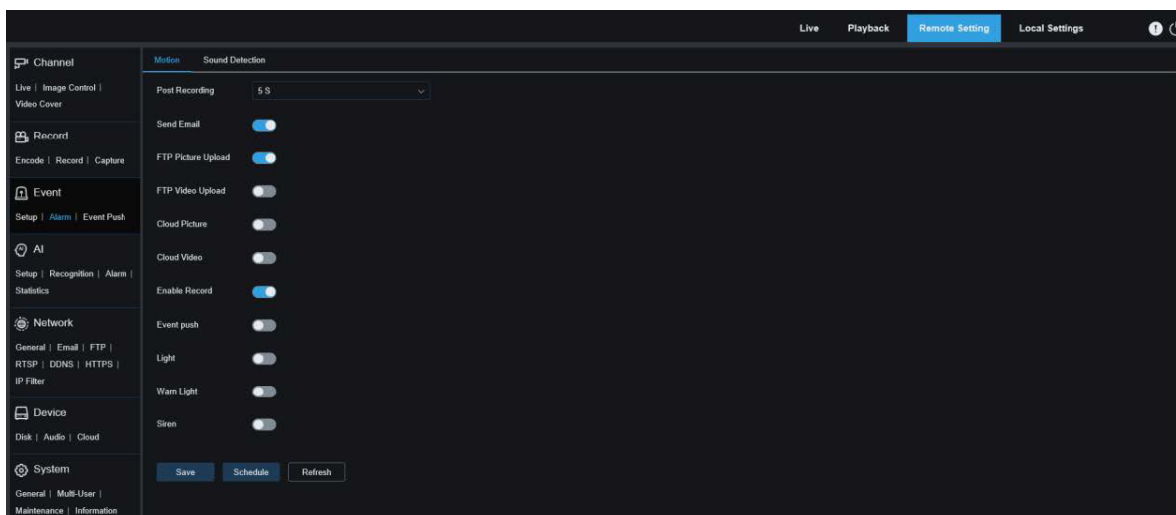 Live Playback Remote Setting Local Settings
Channel
Live | Image Control |
Video Cover
Record
Encode | Record | Capture
Event
Setup | Alarm | Event Push
AI
Setup | Recognition | Alarm |
Statistics
Network
General | Email | FTP |
RTSP | DDNS | HTTPS |
IP Filter
Device
Disk | Audio | Cloud
System
General | Multi-User |
Maintenance | Information
Motion Sound Detection
Post Recording 5 S
Send Email
FTP Picture Upload
FTP Video Upload
Cloud Picture
Cloud Video
Enable Record
Event push
Light
Warn Light
Siren
Save Schedule Refresh